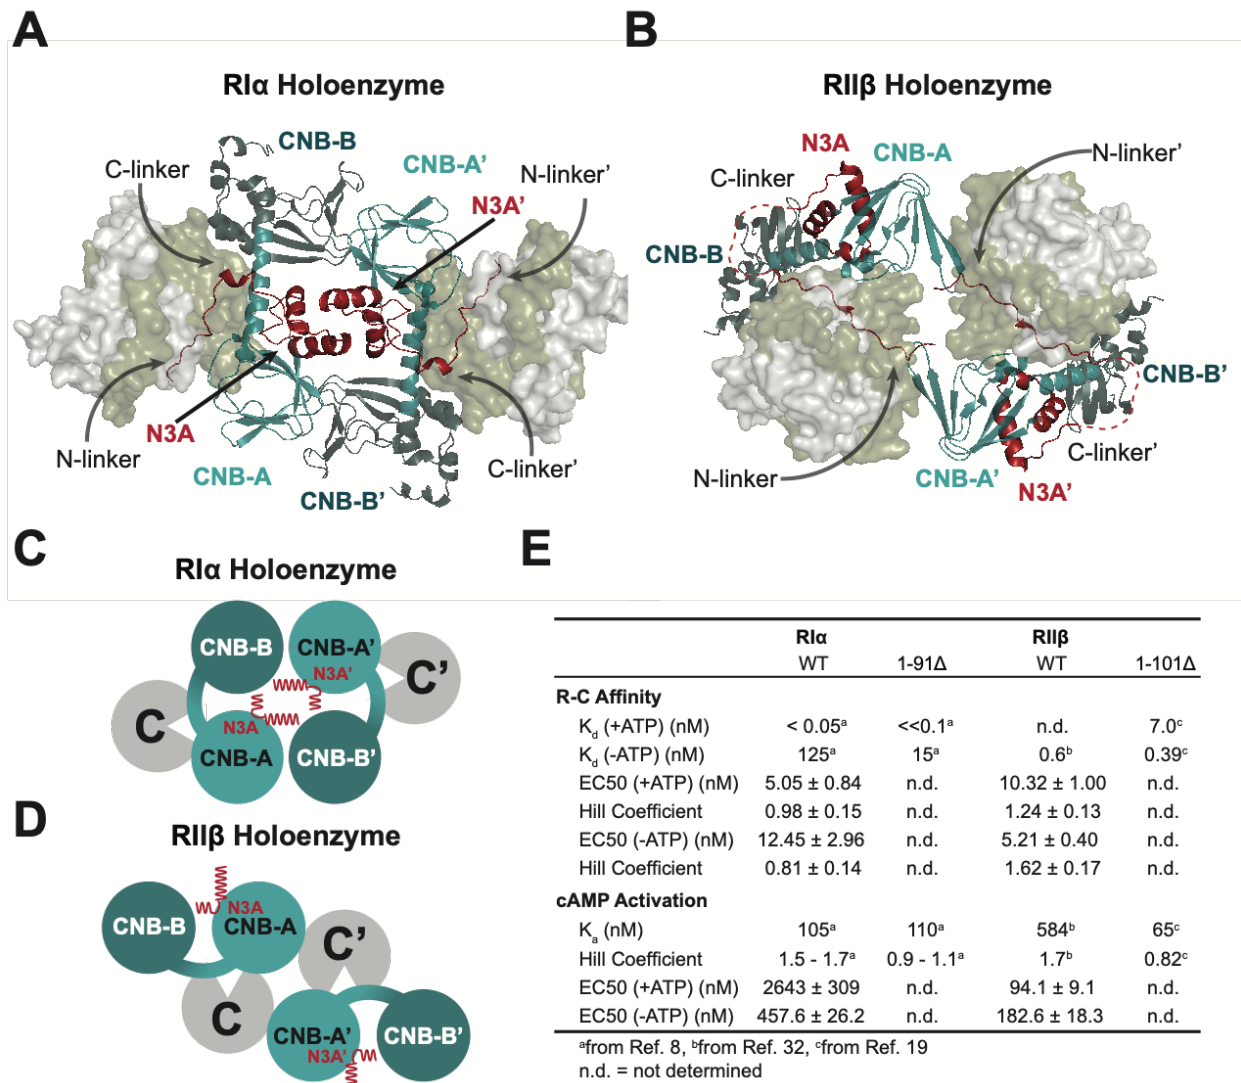 A
RIα Holoenzyme
CNB-B
C-linker
CNB-A’
N-linker’
N3A’
N3A
N-linker
CNB-A
C-linker’
CNB-B’
B
RIIβ Holoenzyme
N3A
CNB-A
N-linker’
C-linker
CNB-B
CNB-B’
C-linker’
N-linker
CNB-A’
N3A’
C
RIα Holoenzyme
CNB-B
CNB-A’
N3A’
C’
C
N3A
CNB-A
CNB-B’
D
RIIβ Holoenzyme
CNB-B
N3A
CNB-A
C’
C
CNB-A’
N3A’
CNB-B’
E
RIα RIIβ
WT 1-91Δ WT 1-101Δ
R-C Affinity
Kd (+ATP) (nM) < 0.05a <<0.1a n.d. 7.0c
Kd (-ATP) (nM) 125a 15a 0.6b 0.39c
EC50 (+ATP) (nM) 5.05 ± 0.84 n.d. 10.32 ± 1.00 n.d.
Hill Coefficient 0.98 ± 0.15 n.d. 1.24 ± 0.13 n.d.
EC50 (-ATP) (nM) 12.45 ± 2.96 n.d. 5.21 ± 0.40 n.d.
Hill Coefficient 0.81 ± 0.14 n.d. 1.62 ± 0.17 n.d.
cAMP Activation
Ka (nM) 105a 110a 584b 65c
Hill Coefficient 1.5 - 1.7a 0.9 - 1.1a 1.7b 0.82c
EC50 (+ATP) (nM) 2643 ± 309 n.d. 94.1 ± 9.1 n.d.
EC50 (-ATP) (nM) 457.6 ± 26.2 n.d. 182.6 ± 18.3 n.d.
afrom Ref. 8, bfrom Ref. 32, cfrom Ref. 19
n.d. = not determined